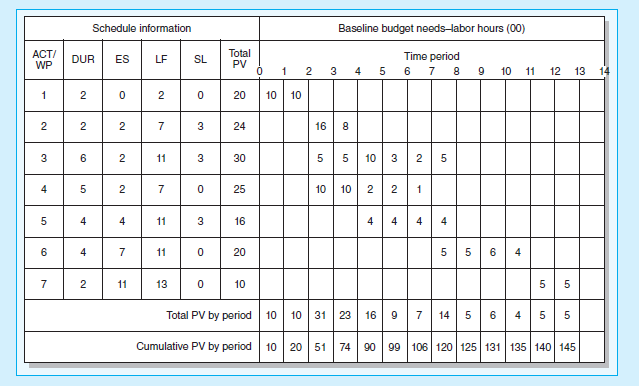 Schedule information Baseline budget needs–labor hours (00)
ACT/ WP DUR ES LF SL Total PV Time period
0 1 2 3 4 5 6 7 8 9 10 11 12 13 14
1 2 0 2 0 20 10 10
2 2 2 7 3 24 16 8
3 6 2 11 3 30 5 5 10 3 2 5
4 5 2 7 0 25 10 10 2 2 1
5 4 4 11 3 16 4 4 4 4
6 4 7 11 0 20 5 5 6 4
7 2 11 13 0 10 5 5
Total PV by period 10 10 31 23 16 9 7 14 5 6 4 5 5
Cumulative PV by period 10 20 51 74 90 99 106 120 125 131 135 140 145